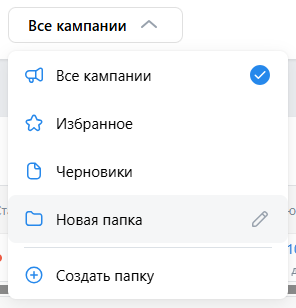 Все кампании
Все кампании
Избранное
Черновики
Новая папка
Создать папку